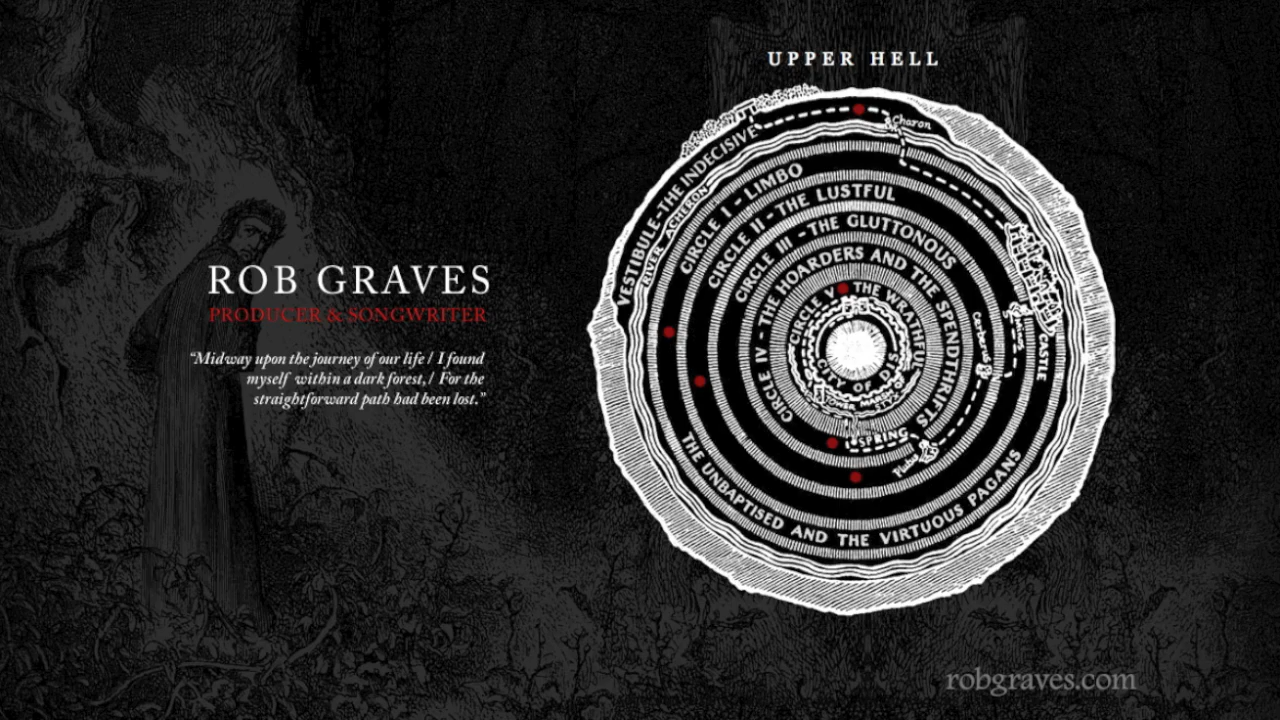 UPPER HELL
ROB GRAVES
PRODUCER & SONGWRITER
“Midway upon the journey of our life / I found
myself within a dark forest, / For the
straightforward path had been lost.”
Charon
VESTIBULE-THE INDECISIVE
RIVER ACHERON
CIRCLE I - LIMBO
CIRCLE II - THE LUSTFUL
CIRCLE III - THE GLUTTONOUS
CIRCLE IV - THE HOARDERS AND THE SPENDTHRIFTS
CIRCLE V THE WRATHFUL
CITY OF DIS
TOWER
CASTLE
Cerberus
SPRING
Plutus
THE UNBAPTISED AND THE VIRTUOUS PAGANS
robgraves.com